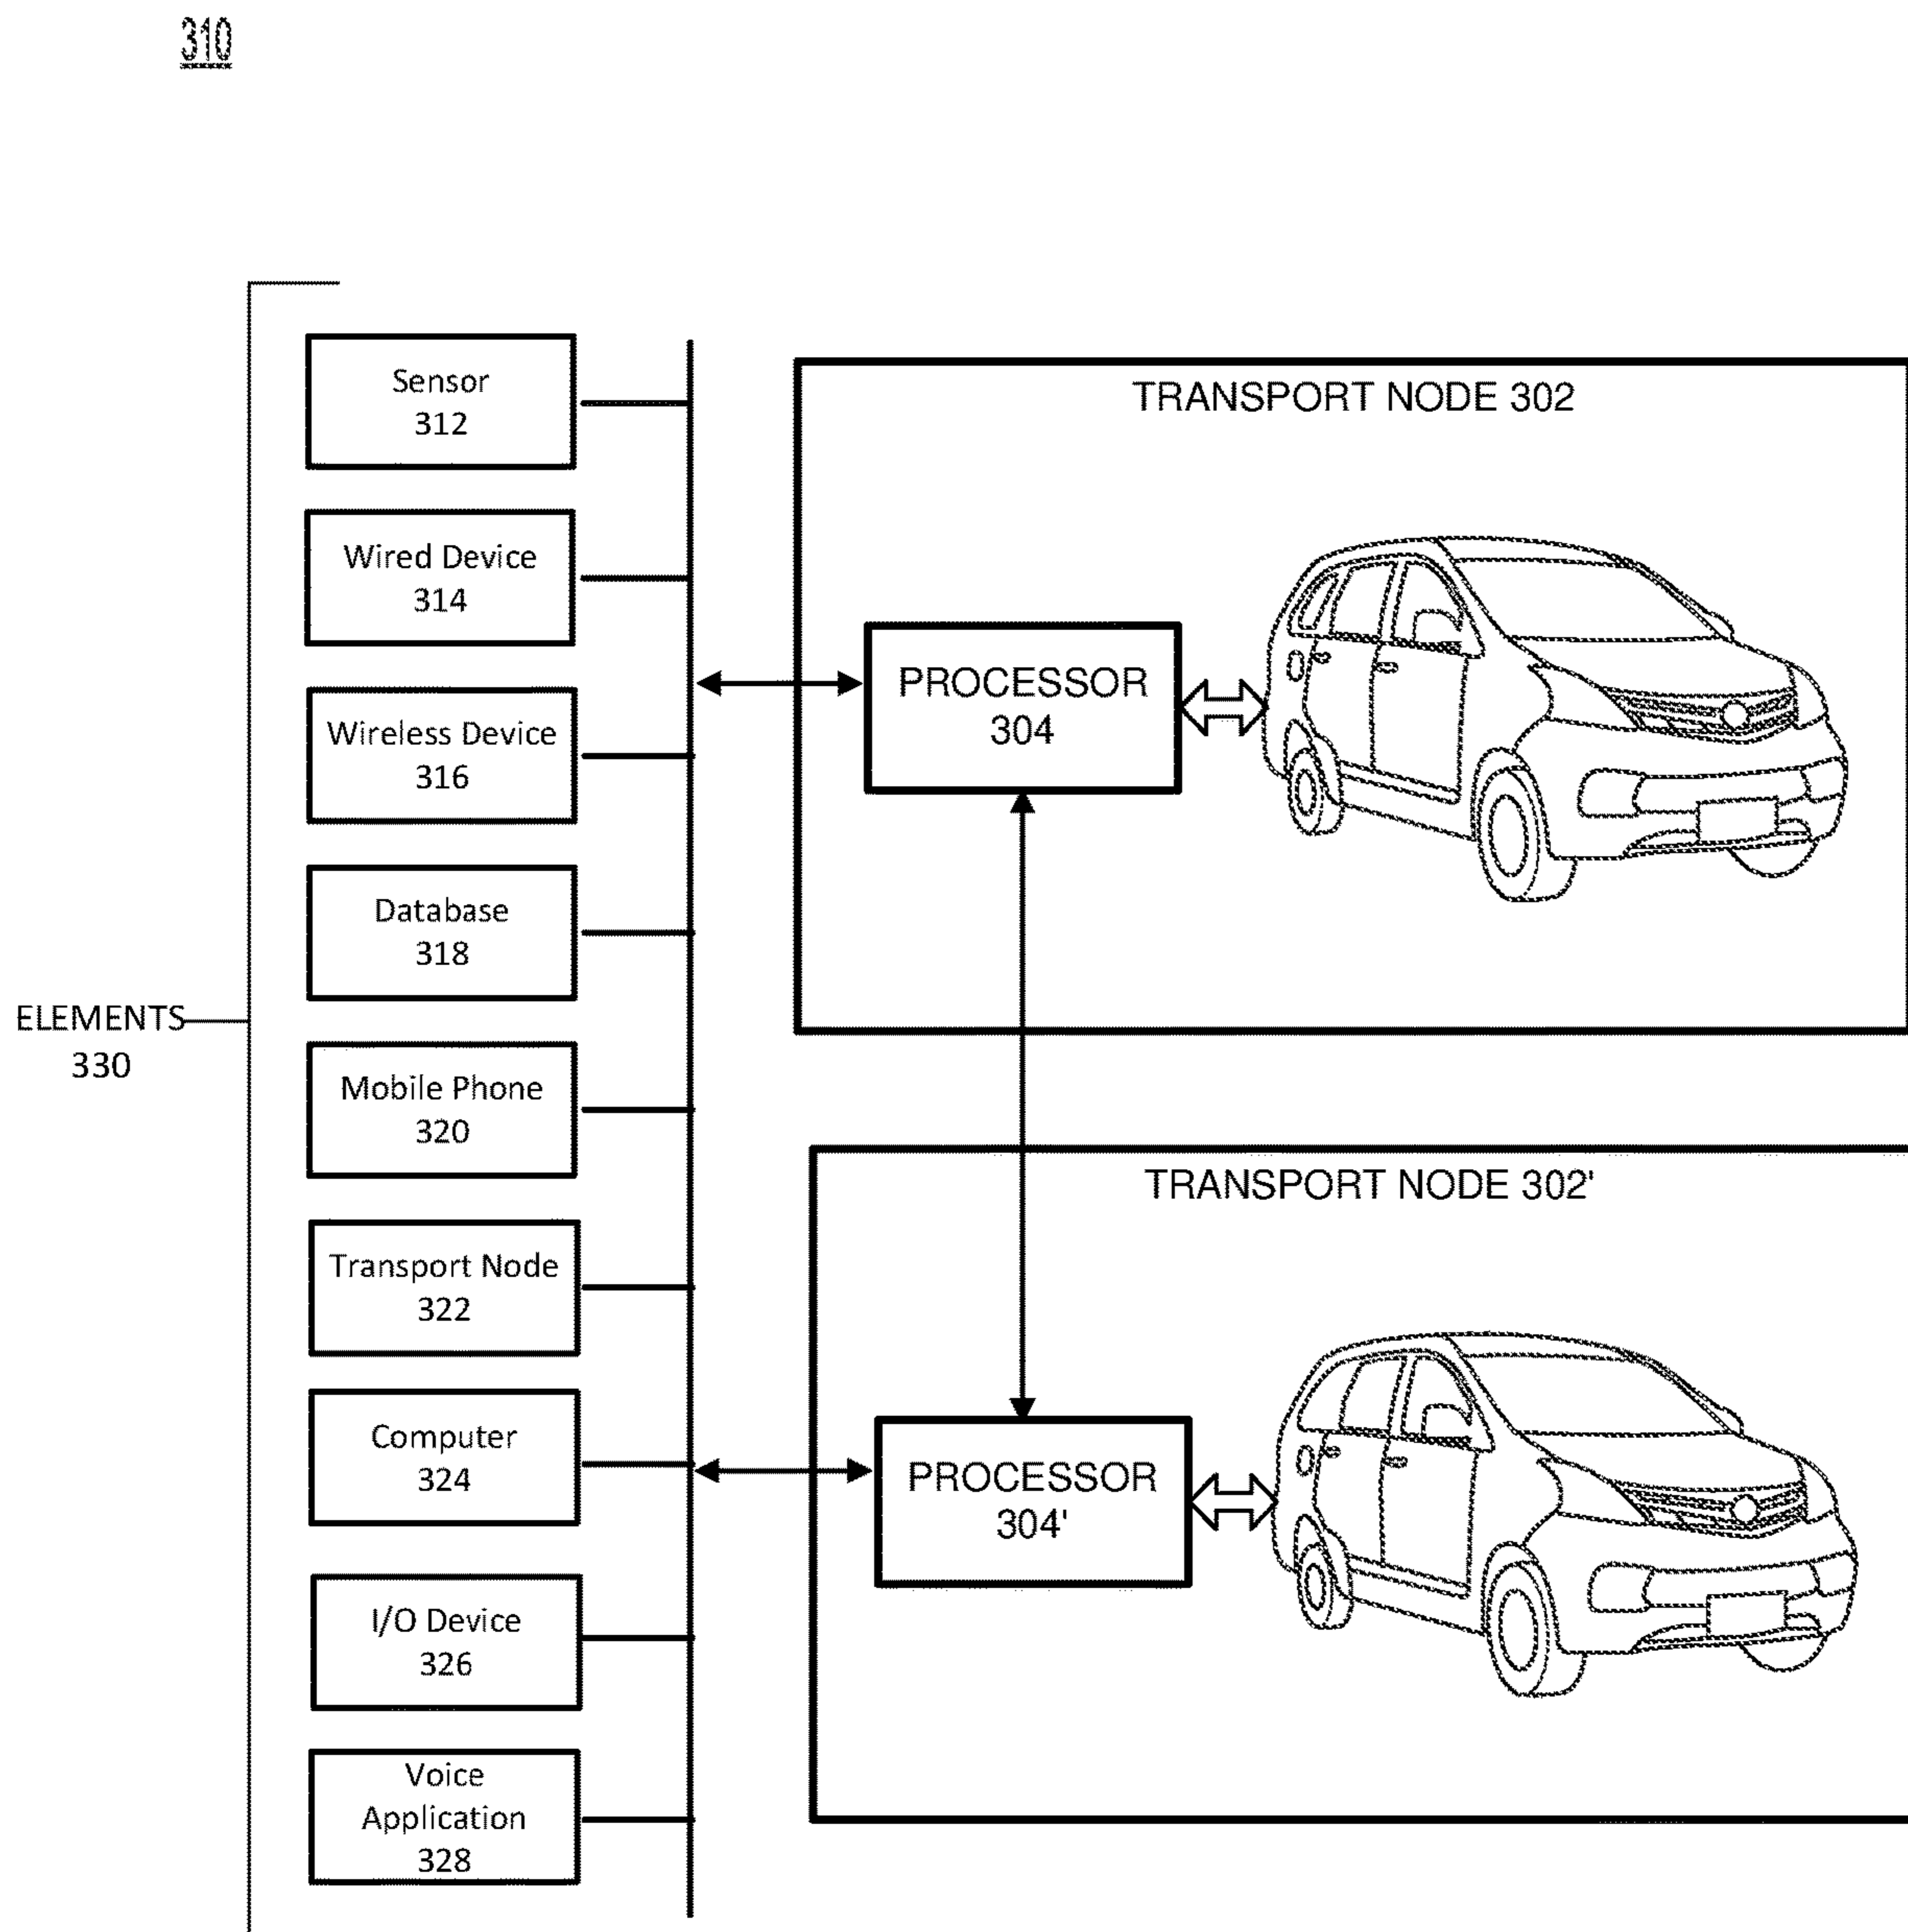 310
Sensor
312
Wired Device
314
Wireless Device
316
Database
318
Mobile Phone
320
Transport Node
322
Computer
324
I/O Device
326
Voice
Application
328
ELEMENTS
330
TRANSPORT NODE 302
PROCESSOR
304
TRANSPORT NODE 302'
PROCESSOR
304'